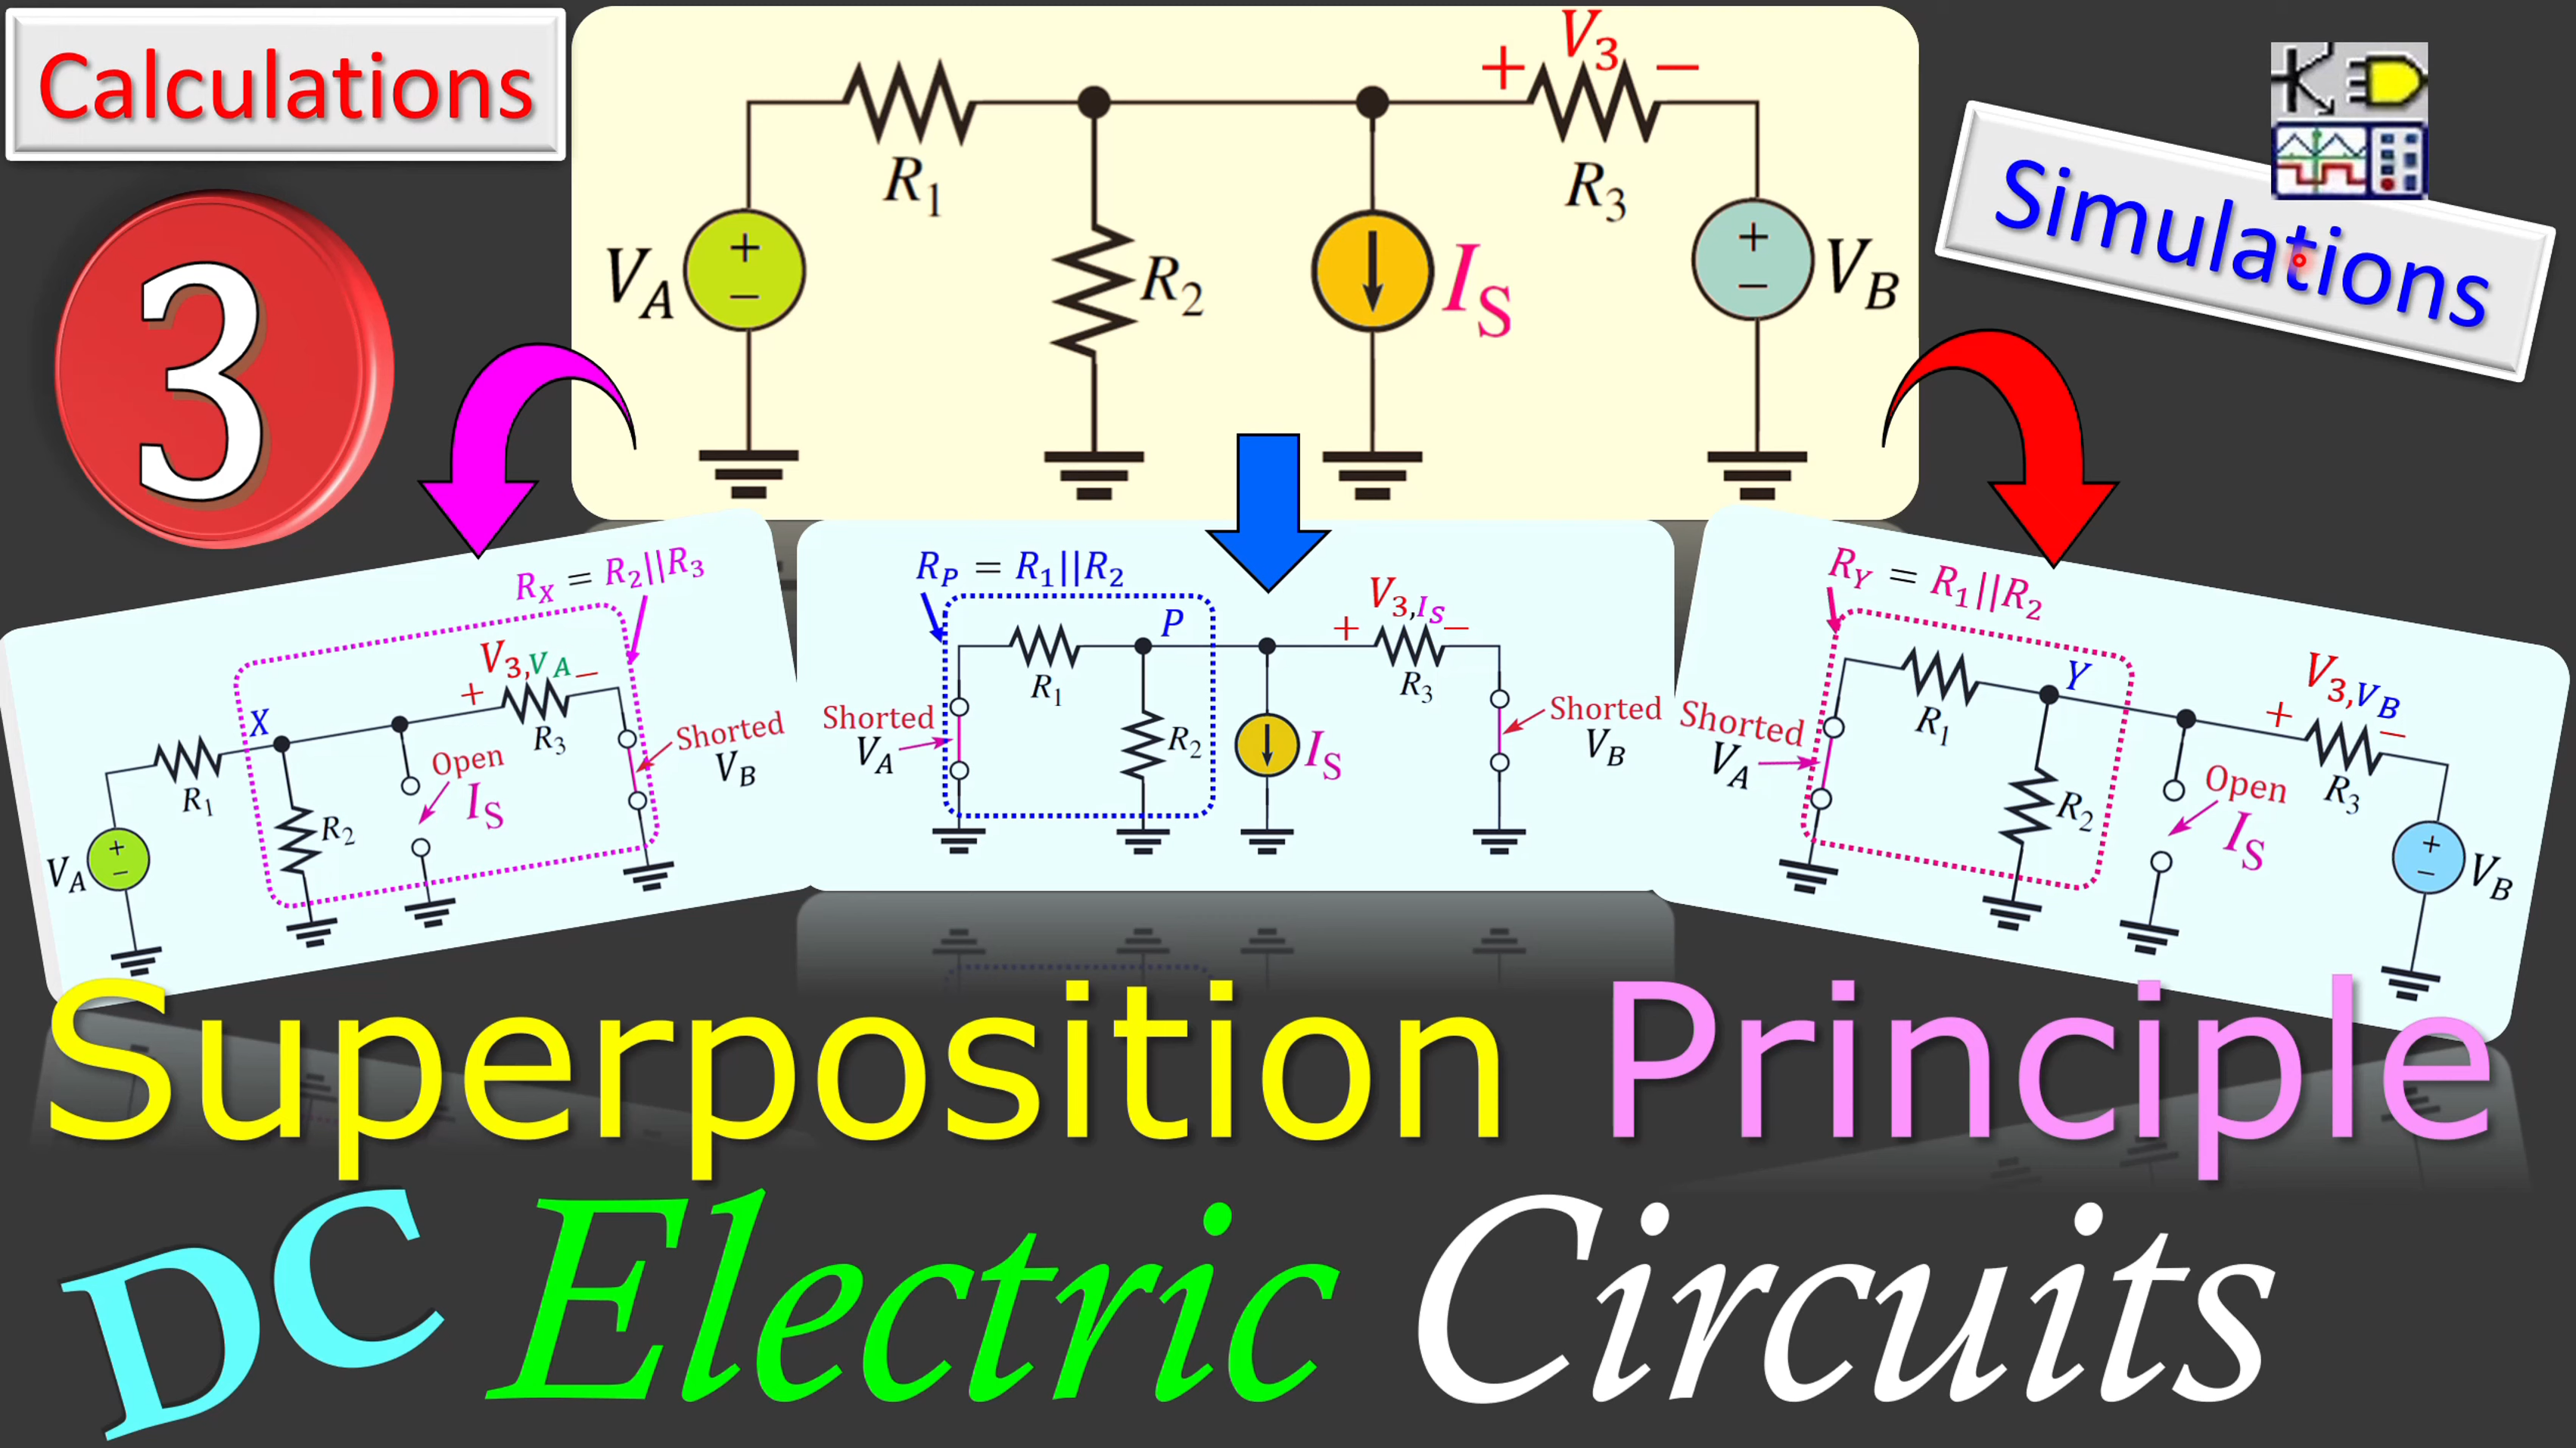 Calculations
3
+ V3 −
R1
R3
VA
+
−
R2
IS
+
−
VB
Simulations
RX = R2||R3
X
+ V3,VA −
R1
R2
R3
Open
IS
Shorted
VB
VA
+
−
RP = R1||R2
P
+ V3,IS −
R1
R2
R3
Shorted
VA
IS
Shorted
VB
RY = R1||R2
Y
+ V3,VB −
R1
R2
R3
Shorted
VA
Open
IS
+
−
VB
Superposition Principle
DC Electric Circuits